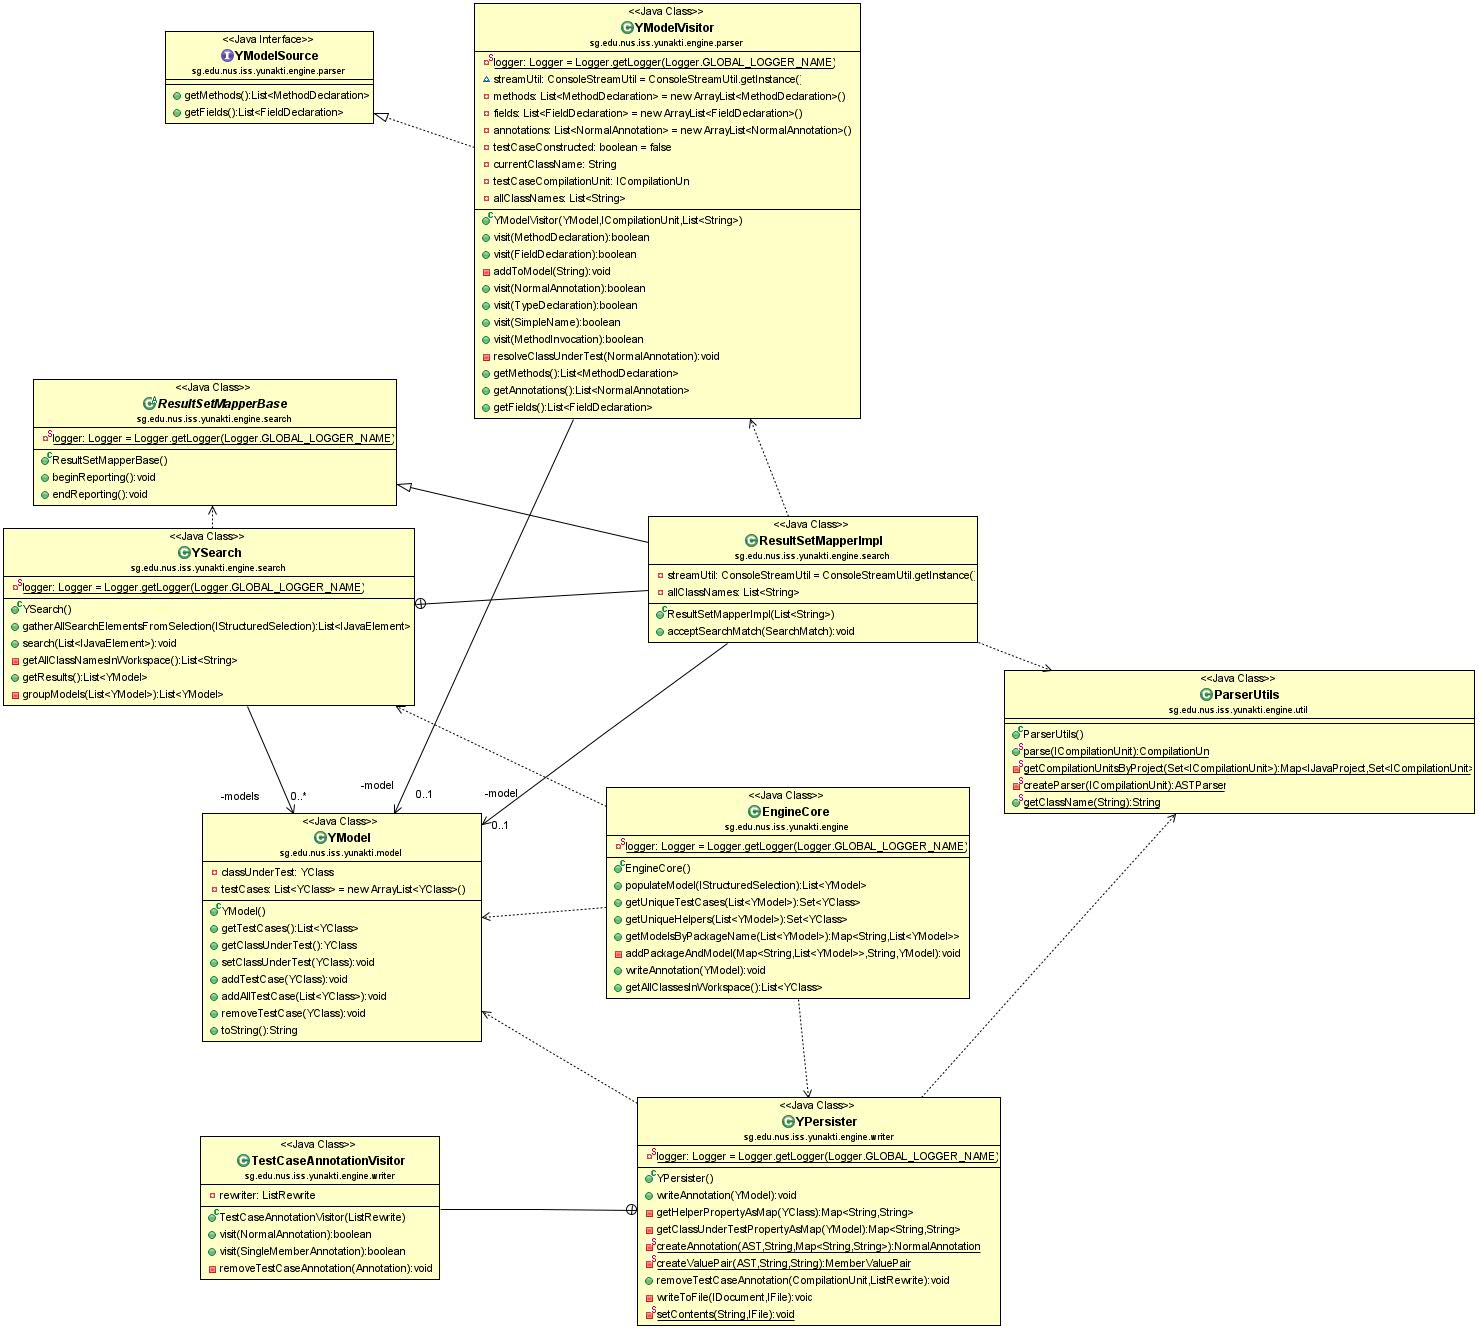 <<Java Interface>>
YModelSource
sg.edu.nus.iss.yunakti.engine.parser
getMethods():List<MethodDeclaration>
getFields():List<FieldDeclaration>
<<Java Class>>
YModelVisitor
sg.edu.nus.iss.yunakti.engine.parser
logger: Logger = Logger.getLogger(Logger.GLOBAL_LOGGER_NAME)
streamUtil: ConsoleStreamUtil = ConsoleStreamUtil.getInstance(
methods: List<MethodDeclaration> = new ArrayList<MethodDeclaration>()
fields: List<FieldDeclaration> = new ArrayList<FieldDeclaration>()
annotations: List<NormalAnnotation> = new ArrayList<NormalAnnotation>()
testCaseConstructed: boolean = false
currentClassName: String
testCaseCompilationUnit: ICompilationUn
allClassNames: List<String>
YModelVisitor(YModel,ICompilationUnit,List<String>)
visit(MethodDeclaration):boolean
visit(FieldDeclaration):boolean
addToModel(String):void
visit(NormalAnnotation):boolean
visit(TypeDeclaration):boolean
visit(SimpleName):boolean
visit(MethodInvocation):boolean
resolveClassUnderTest(NormalAnnotation):void
getMethods():List<MethodDeclaration>
getAnnotations():List<NormalAnnotation>
getFields():List<FieldDeclaration>
<<Java Class>>
ResultSetMapperBase
sg.edu.nus.iss.yunakti.engine.search
logger: Logger = Logger.getLogger(Logger.GLOBAL_LOGGER_NAME)
ResultSetMapperBase()
beginReporting():void
endReporting():void
<<Java Class>>
YSearch
sg.edu.nus.iss.yunakti.engine.search
logger: Logger = Logger.getLogger(Logger.GLOBAL_LOGGER_NAME)
YSearch()
gatherAllSearchElementsFromSelection(IStructuredSelection):List<IJavaElement>
search(List<IJavaElement>):void
getAllClassNamesInWorkspace():List<String>
getResults():List<YModel>
groupModels(List<YModel>):List<YModel>
<<Java Class>>
ResultSetMapperImpl
sg.edu.nus.iss.yunakti.engine.search
streamUtil: ConsoleStreamUtil = ConsoleStreamUtil.getInstance(
allClassNames: List<String>
ResultSetMapperImpl(List<String>)
acceptSearchMatch(SearchMatch):void
<<Java Class>>
ParserUtils
sg.edu.nus.iss.yunakti.engine.util
ParserUtils()
parse(ICompilationUnit):CompilationUn
getCompilationUnitsByProject(Set<ICompilationUnit>):Map<IJavaProject,Set<ICompilationUnit>
createParser(ICompilationUnit):ASTParser
getClassName(String):String
-models
0..*
-model
0..1
-model
0..1
<<Java Class>>
YModel
sg.edu.nus.iss.yunakti.model
classUnderTest: YClass
testCases: List<YClass> = new ArrayList<YClass>()
YModel()
getTestCases():List<YClass>
getClassUnderTest():YClass
setClassUnderTest(YClass):void
addTestCase(YClass):void
addAllTestCase(List<YClass>):void
removeTestCase(YClass):void
toString():String
<<Java Class>>
EngineCore
sg.edu.nus.iss.yunakti.engine
logger: Logger = Logger.getLogger(Logger.GLOBAL_LOGGER_NAME)
EngineCore()
populateModel(IStructuredSelection):List<YModel>
getUniqueTestCases(List<YModel>):Set<YClass>
getUniqueHelpers(List<YModel>):Set<YClass>
getModelsByPackageName(List<YModel>):Map<String,List<YModel>>
addPackageAndModel(Map<String,List<YModel>>,String,YModel):void
writeAnnotation(YModel):void
getAllClassesInWorkspace():List<YClass>
<<Java Class>>
TestCaseAnnotationVisitor
sg.edu.nus.iss.yunakti.engine.writer
rewriter: ListRewrite
TestCaseAnnotationVisitor(ListRewrite)
visit(NormalAnnotation):boolean
visit(SingleMemberAnnotation):boolean
removeTestCaseAnnotation(Annotation):void
<<Java Class>>
YPersister
sg.edu.nus.iss.yunakti.engine.writer
logger: Logger = Logger.getLogger(Logger.GLOBAL_LOGGER_NAME)
YPersister()
writeAnnotation(YModel):void
getHelperPropertyAsMap(YClass):Map<String,String>
getClassUnderTestPropertyAsMap(YModel):Map<String,String>
createAnnotation(AST,String,Map<String,String>):NormalAnnotation
createValuePair(AST,String,String):MemberValuePair
removeTestCaseAnnotation(CompilationUnit,ListRewrite):void
writeToFile(IDocument,IFile):void
setContents(String,IFile):void